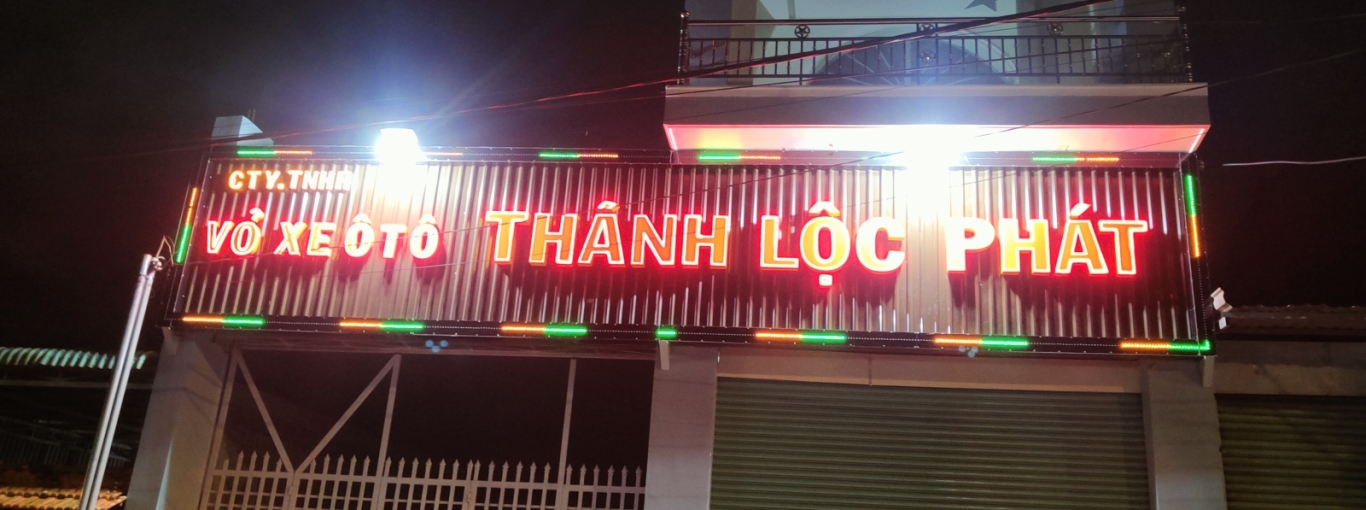 CTY.TNHH
VỎ XE ÔTÔ THÀNH LỘC PHÁT